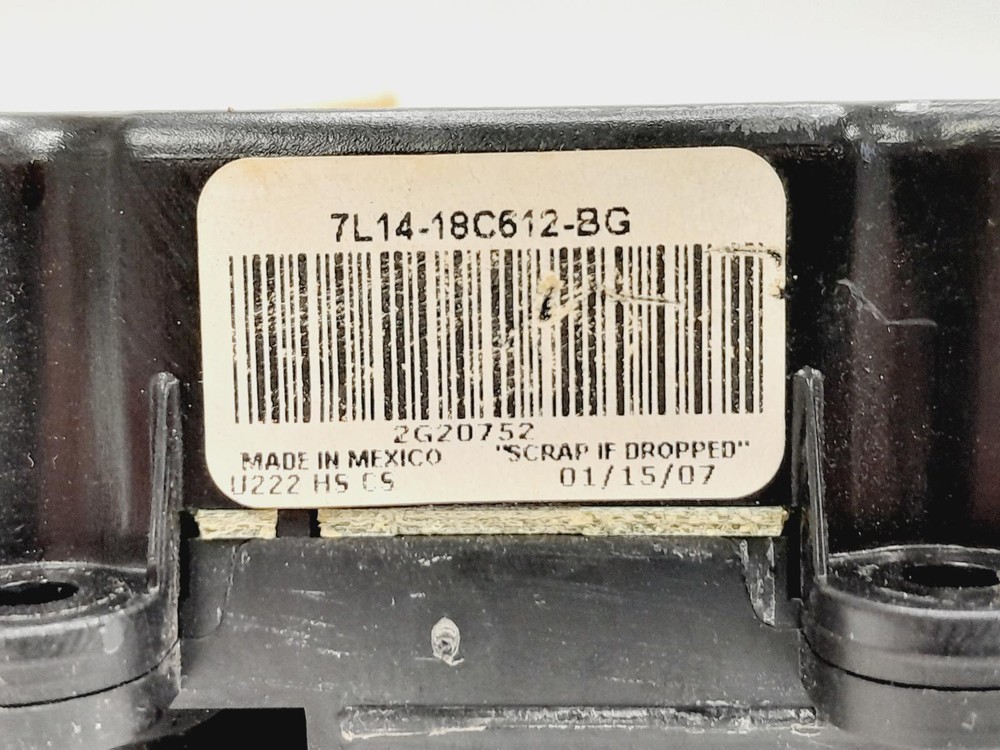 7L14-18C612-BG
2G20752
MADE IN MEXICO "SCRAP IF DROPPED"
U222 HS CS 01/15/07